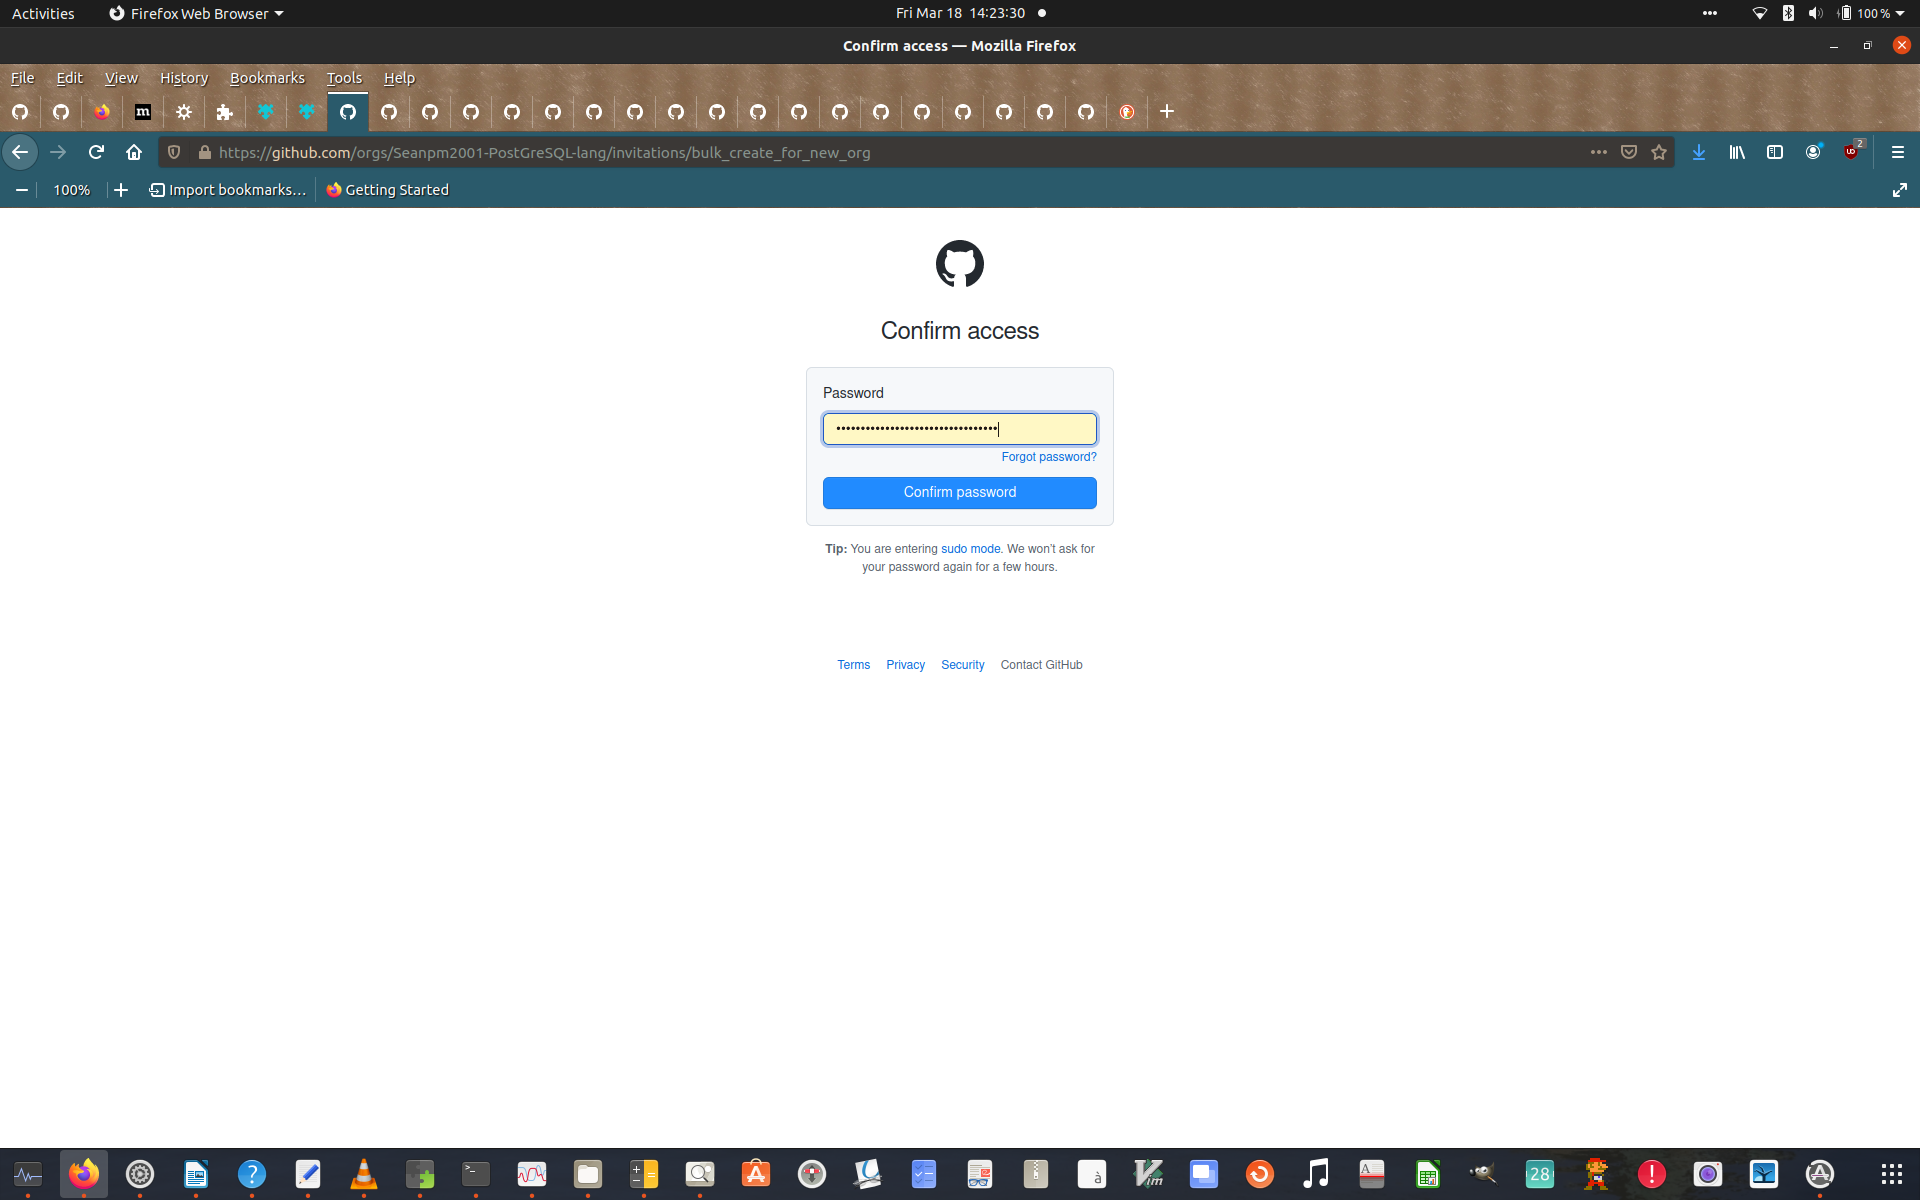 Activities
Firefox Web Browser
Fri Mar 18 14:23:30
100 %
Confirm access — Mozilla Firefox
File Edit View History Bookmarks Tools Help
m
https://github.com/orgs/Seanpm2001-PostGreSQL-lang/invitations/bulk_create_for_new_org
2
100%
Import bookmarks...
Getting Started
Confirm access
Password
Forgot password?
Confirm password
Tip: You are entering sudo mode. We won't ask for
your password again for a few hours.
Terms Privacy Security Contact GitHub
?
>_
à
Vim
A
28
!